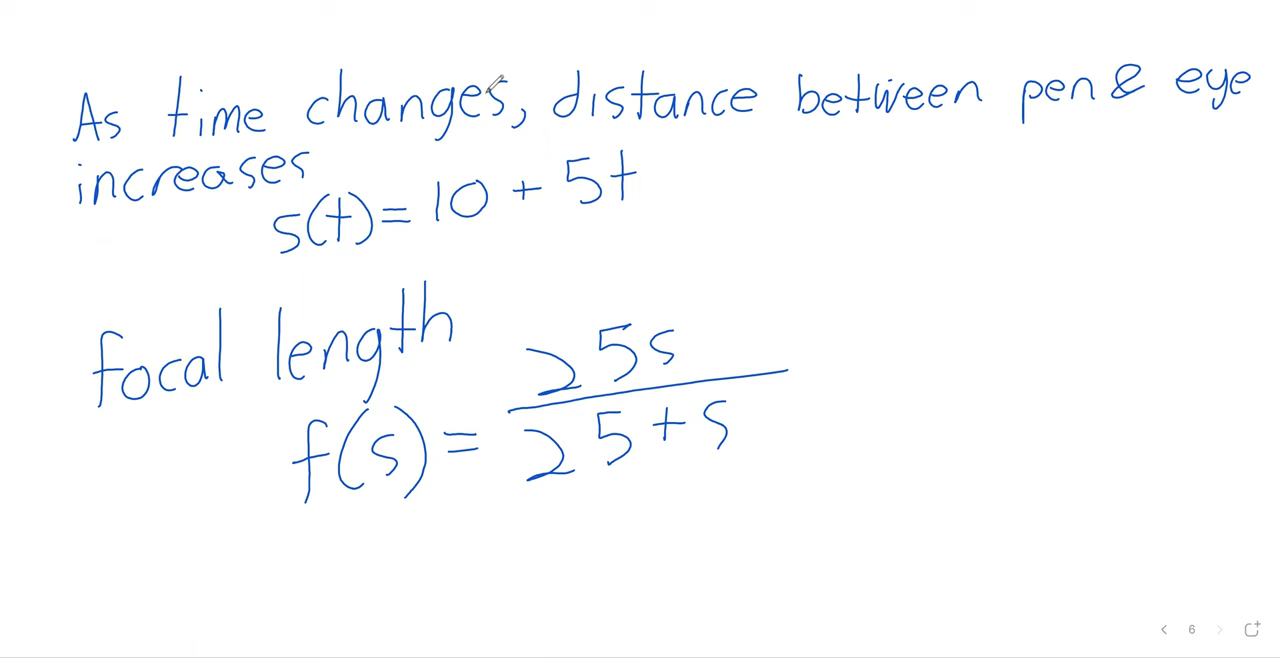 As time changes, distance between pen & eye
increases
s(t) = 10 + 5t
focal length
f(s) = 25s / 25 + s
6